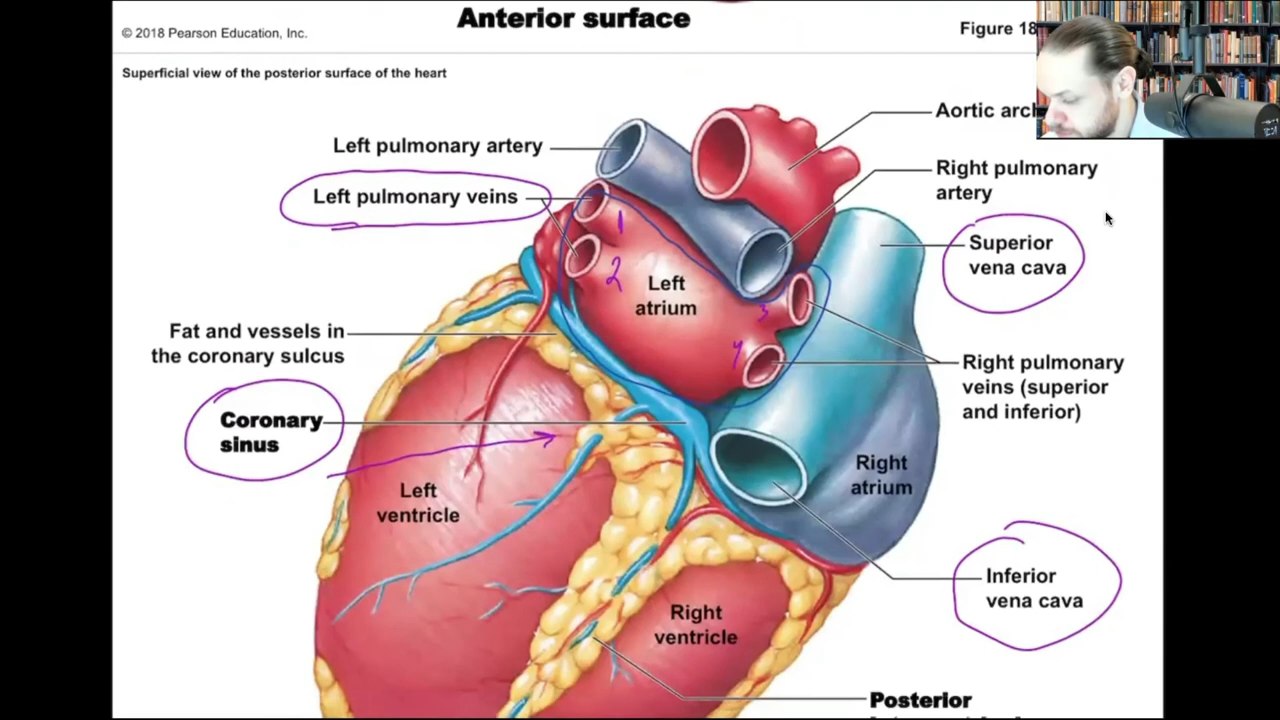 Anterior surface
© 2018 Pearson Education, Inc.
Figure 18
Superficial view of the posterior surface of the heart
Aortic arch
Left pulmonary artery
Right pulmonary
artery
Left pulmonary veins
1
2
Superior
vena cava
Left
atrium
3
4
Fat and vessels in
the coronary sulcus
Right pulmonary
veins (superior
and inferior)
Coronary
sinus
Right
atrium
Left
ventricle
Inferior
vena cava
Right
ventricle
Posterior